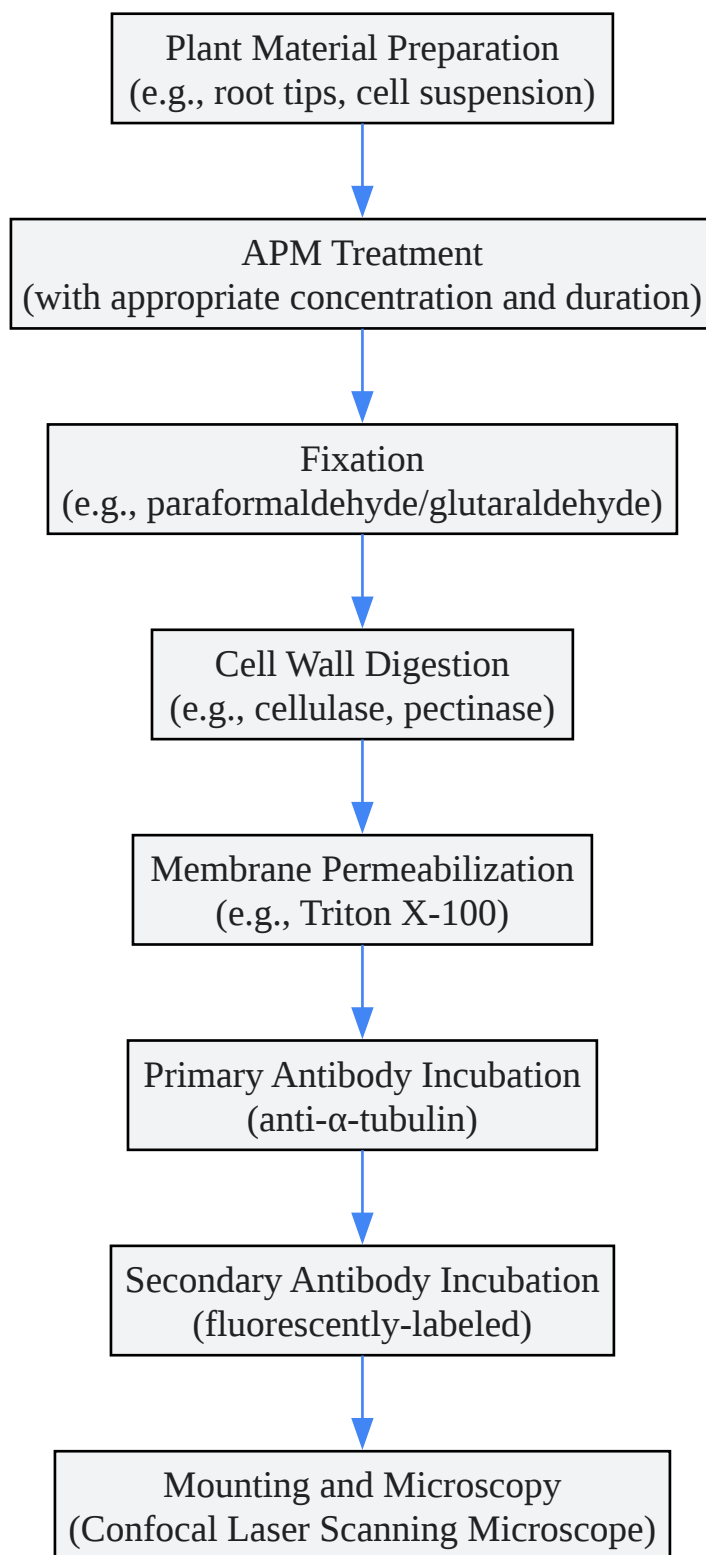 Plant Material Preparation
(e.g., root tips, cell suspension)
APM Treatment
(with appropriate concentration and duration)
Fixation
(e.g., paraformaldehyde/glutaraldehyde)
Cell Wall Digestion
(e.g., cellulase, pectinase)
Membrane Permeabilization
(e.g., Triton X-100)
Primary Antibody Incubation
(anti-α-tubulin)
Secondary Antibody Incubation
(fluorescently-labeled)
Mounting and Microscopy
(Confocal Laser Scanning Microscope)